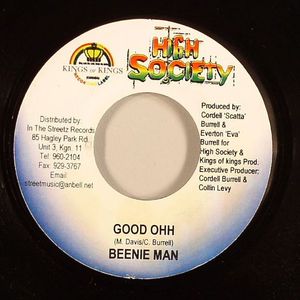 HIGH
SOCIETY
KINGS OF KINGS
Distributed by:
In The Streetz Records
85 Hagley Park Rd.
Unit 3, Kgn. 11
Tel: 960-2104
Fax: 929-3767
Email:
streetmusic@anbell.net
Produced by:
Cordell 'Scatta'
Burrell &
Everton 'Eva'
Burrell for
High Society &
Kings of kings Prod.
Executive Producer:
Cordell Burrell &
Collin Levy
GOOD OHH
(M. Davis/C. Burrell)
BEENIE MAN